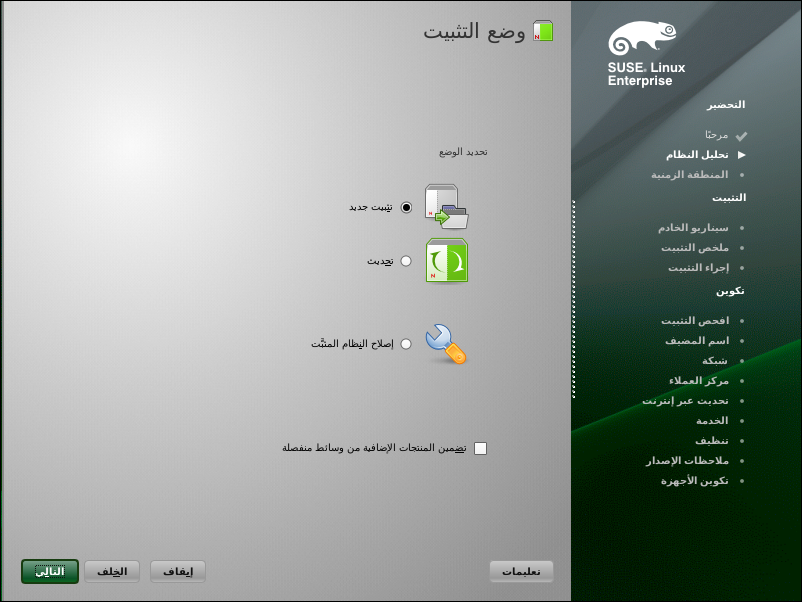 SUSE. Linux
Enterprise
التحضير
مرحبًا
تحليل النظام
المنطقة الزمنية
التثبيت
سيناريو الخادم
ملخص التثبيت
إجراء التثبيت
تكوين
افحص التثبيت
اسم المضيف
شبكة
مركز العملاء
تحديث عبر إنترنت
الخدمة
تنظيف
ملاحظات الإصدار
تكوين الأجهزة
وضع التثبيت
تحديد الوضع
تثبيت جديد
تحديث
إصلاح النظام المثبَّت
تضمين المنتجات الإضافية من وسائط منفصلة
تعليمات
إيقاف
الخلف
التالي